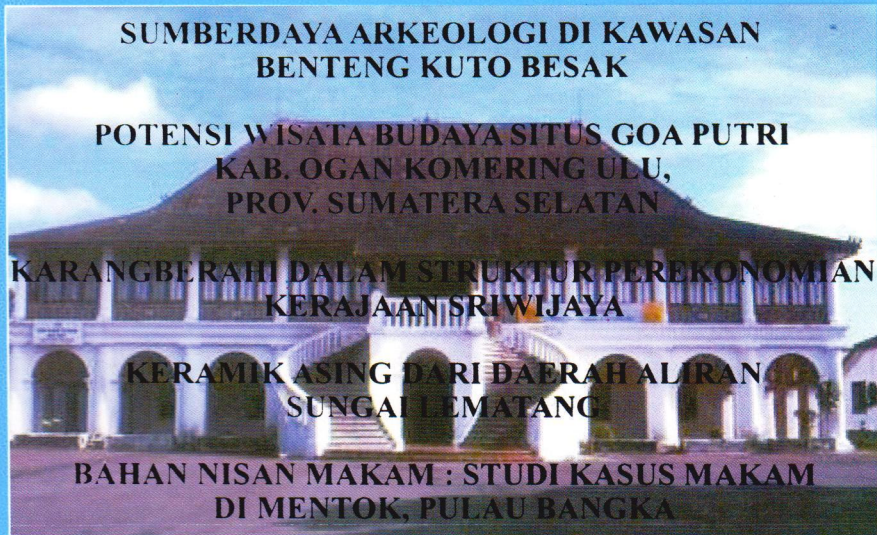 SUMBERDAYA ARKEOLOGI DI KAWASAN
BENTENG KUTO BESAK
POTENSI WISATA BUDAYA SITUS GOA PUTRI
KAB. OGAN KOMERING ULU,
PROV. SUMATERA SELATAN
KARANGBERAHI DALAM STRUKTUR PEREKONOMIAN
KERAJAAN SRIWIJAYA
KERAMIK ASING DARI DAERAH ALIRAN
SUNGAI LEMATANG
BAHAN NISAN MAKAM : STUDI KASUS MAKAM
DI MENTOK, PULAU BANGKA